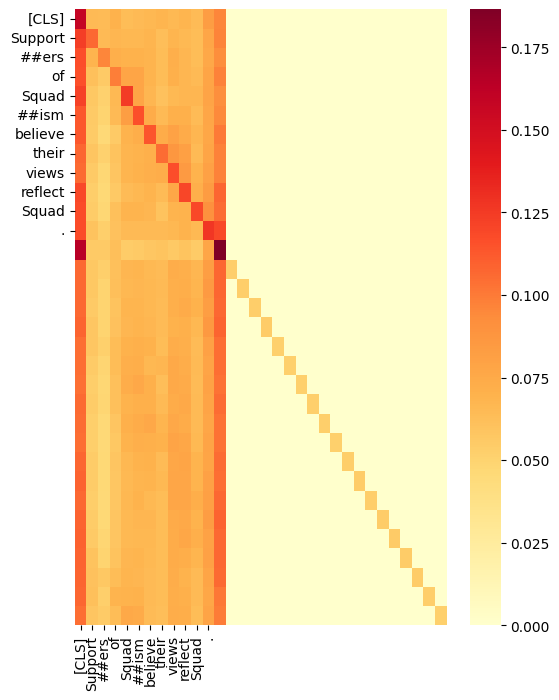 [CLS]
Support
##ers
of
Squad
##ism
believe
their
views
reflect
Squad
.
[CLS]
Support
##ers
of
Squad
##ism
believe
their
views
reflect
Squad
.
0.175
0.150
0.125
0.100
0.075
0.050
0.025
0.000